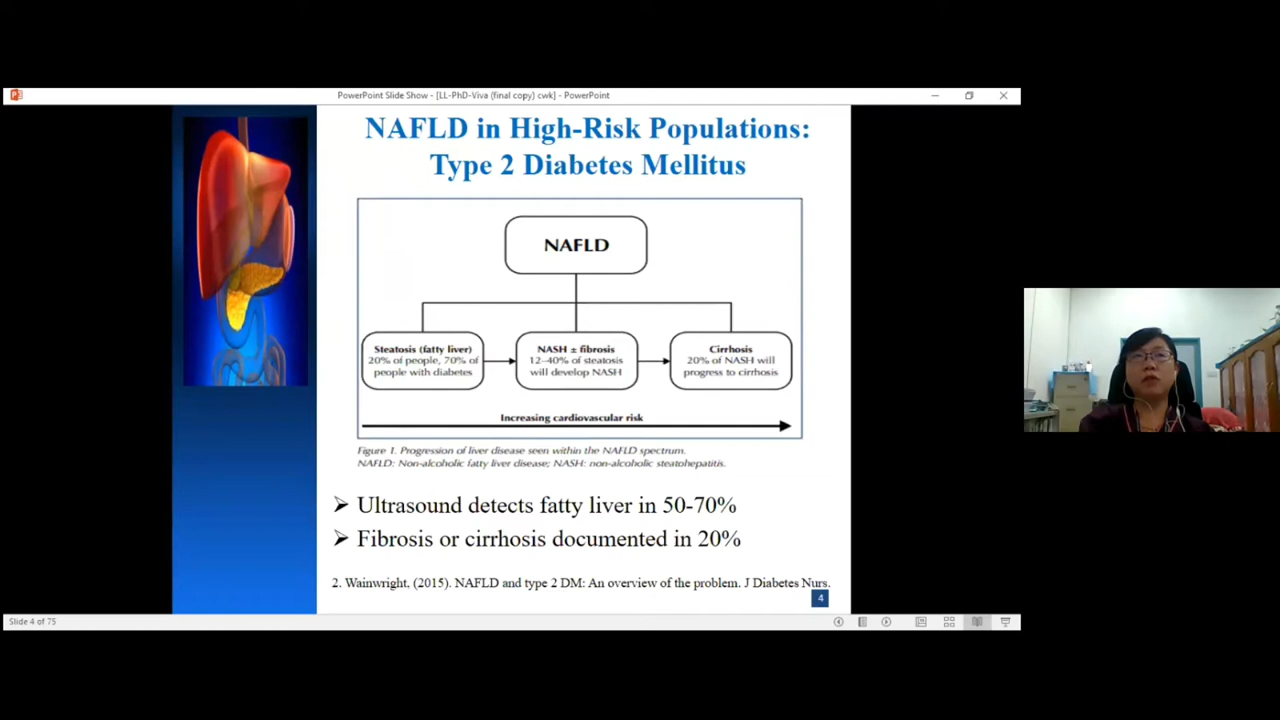 PowerPoint Slide Show - [LL-PhD-Viva (final copy) cwk] - PowerPoint
NAFLD in High-Risk Populations:
Type 2 Diabetes Mellitus
NAFLD
Steatosis (fatty liver)
20% of people, 70% of
people with diabetes
NASH ± fibrosis
12–40% of steatosis
will develop NASH
Cirrhosis
20% of NASH will
progress to cirrhosis
Increasing cardiovascular risk
Figure 1. Progression of liver disease seen within the NAFLD spectrum.
NAFLD: Non-alcoholic fatty liver disease; NASH: non-alcoholic steatohepatitis.
➢ Ultrasound detects fatty liver in 50-70%
➢ Fibrosis or cirrhosis documented in 20%
2. Wainwright, (2015). NAFLD and type 2 DM: An overview of the problem. J Diabetes Nurs.
4
Slide 4 of 75